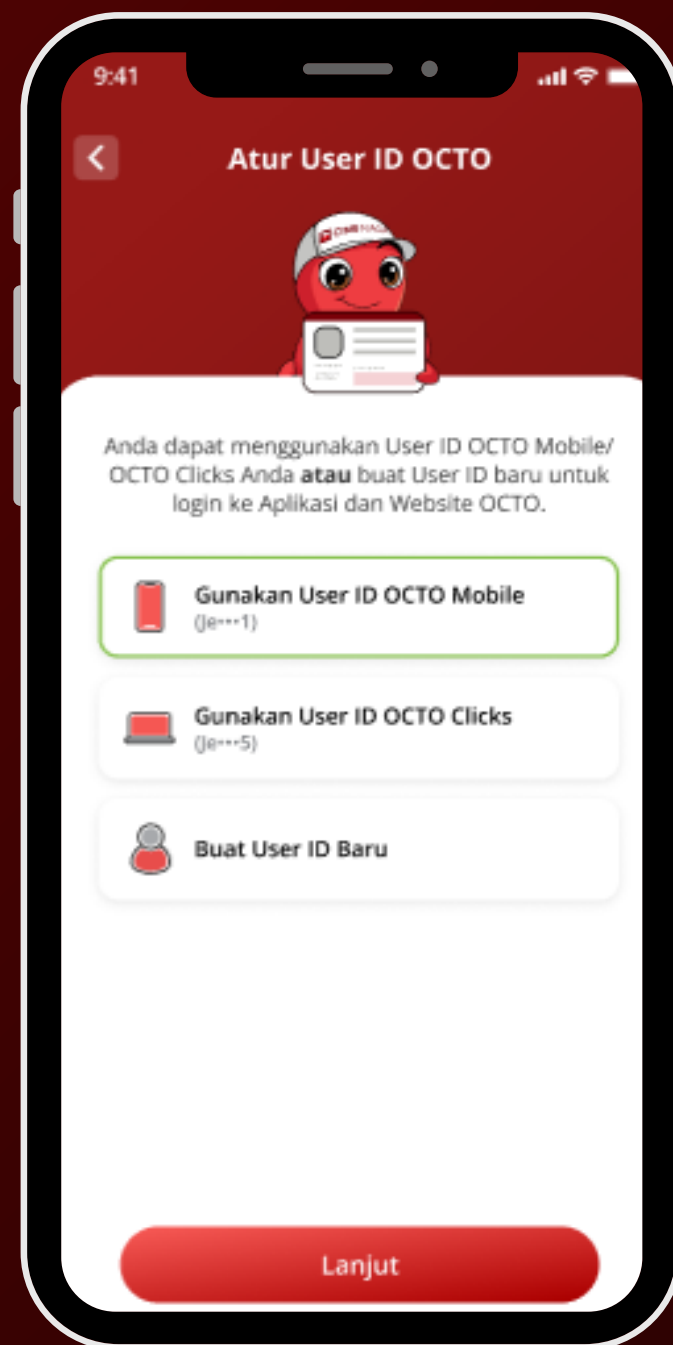 9:41
Atur User ID OCTO
CIMB NIAGA
Anda dapat menggunakan User ID OCTO Mobile/
OCTO Clicks Anda atau buat User ID baru untuk
login ke Aplikasi dan Website OCTO.
Gunakan User ID OCTO Mobile
(Je•••1)
Gunakan User ID OCTO Clicks
(Je•••5)
Buat User ID Baru
Lanjut